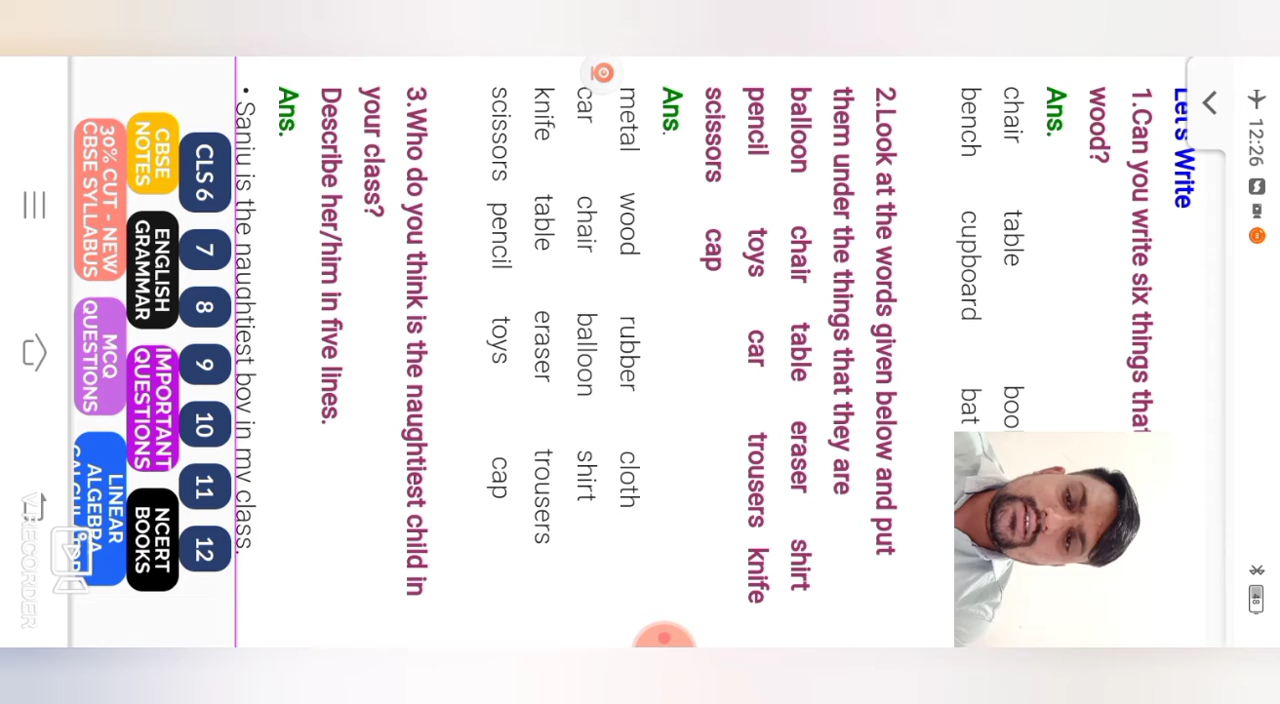 12:26
48
Let's Write
1.Can you write six things that
wood?
Ans.
chair table
bench cupboard bat
2.Look at the words given below and put
them under the things that they are
balloon chair table eraser shirt
pencil toys car trousers knife
scissors cap
Ans.
metal wood rubber cloth
car chair balloon shirt
knife table eraser trousers
scissors pencil toys cap
3.Who do you think is the naughtiest child in
your class?
Describe her/him in five lines.
Ans.
• Sanju is the naughtiest boy in my class.
CLS 6 7 8 9 10 11 12
CBSE NOTES
ENGLISH GRAMMAR
IMPORTANT QUESTIONS
NCERT BOOKS
30% CUT - NEW CBSE SYLLABUS
MCQ QUESTIONS
LINEAR ALGEBRA
RECORDER